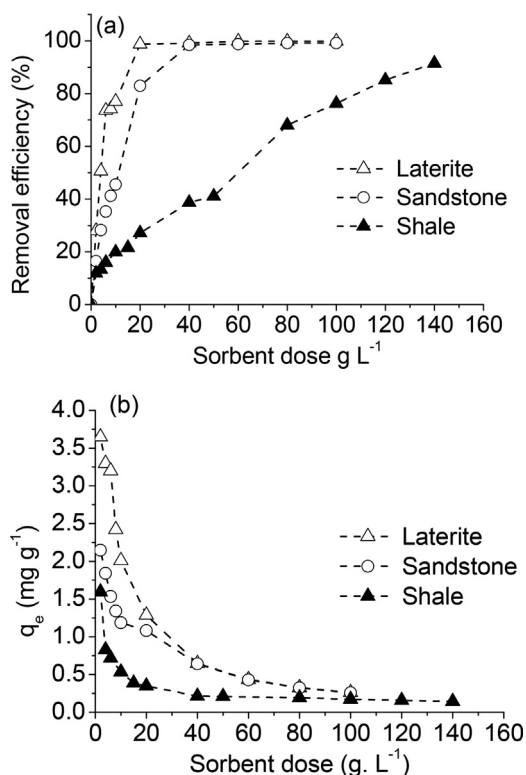 (a)
Removal efficiency (%)
100
80
60
40
20
0
Laterite
Sandstone
Shale
0 20 40 60 80 100 120 140 160
Sorbent dose g L⁻¹
(b)
qₑ (mg g⁻¹)
4.0
3.5
3.0
2.5
2.0
1.5
1.0
0.5
0.0
Laterite
Sandstone
Shale
0 20 40 60 80 100 120 140 160
Sorbent dose (g. L⁻¹)